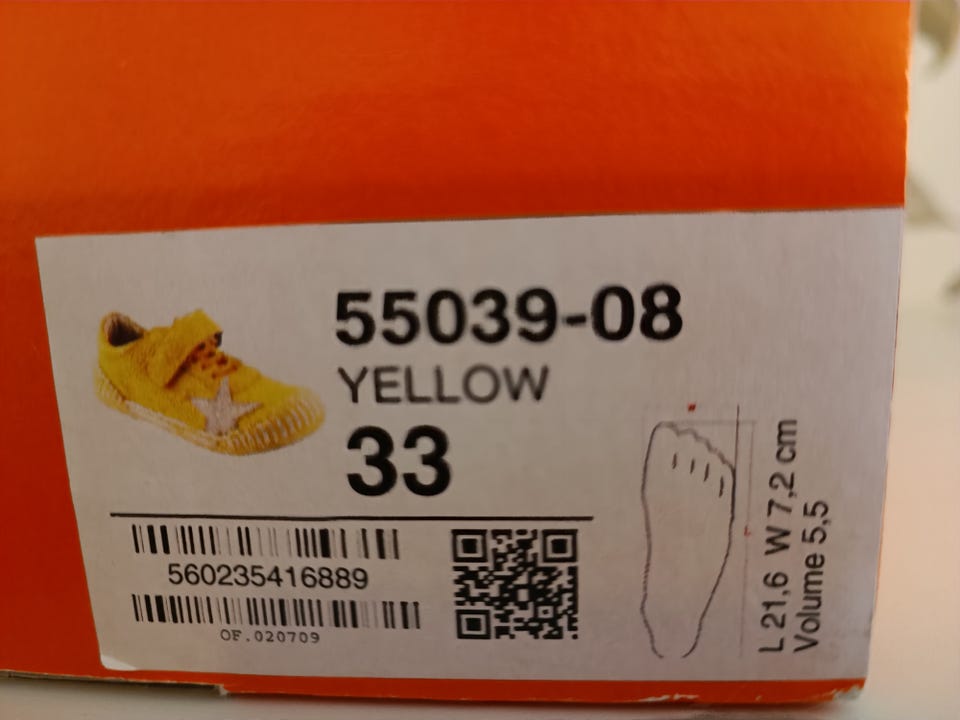 55039-08
YELLOW
33
560235416889
OF.020709
L 21,6 W 7,2 cm
Volume 5,5